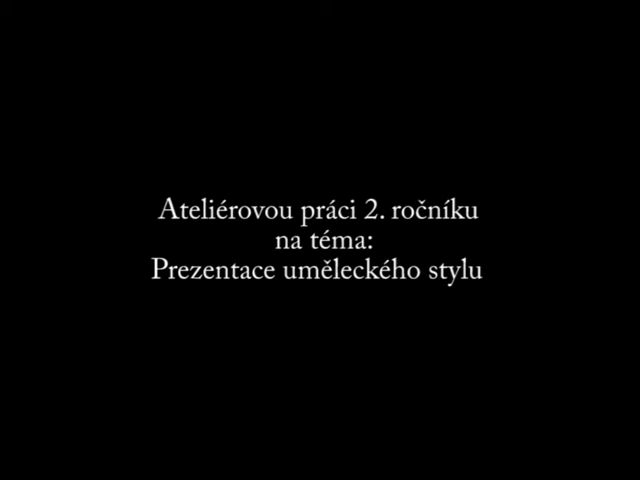 Ateliérovou práci 2. ročníku
na téma:
Prezentace uměleckého stylu